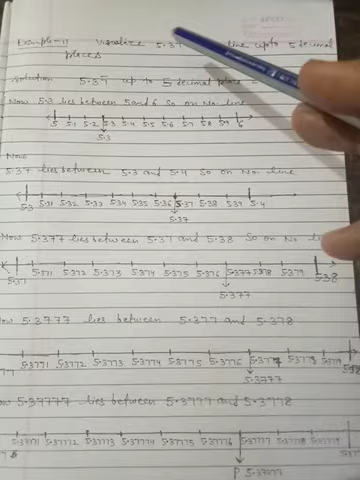 Example-11 Visualize 5.37 line upto 5 decimal
places
Solution 5.37 up to 5 decimal place =
Now 5.3 lies between 5 and 6 So on No. line
5 5.1 5.2 5.3 5.4 5.5 5.6 5.7 5.8 5.9 6
5.3
Now
5.37 lies between 5.3 and 5.4 So on No. line
5.3 5.31 5.32 5.33 5.34 5.35 5.36 5.37 5.38 5.39 5.4
5.37
Now 5.377 lies between 5.37 and 5.38 So on No. line
5.37 5.371 5.372 5.373 5.374 5.375 5.376 5.377 5.378 5.379 5.38
5.377
Now 5.3777 lies between 5.377 and 5.378
5.3771 5.3772 5.3773 5.3774 5.3775 5.3776 5.3777 5.3778 5.3779
5.3777
Now 5.37777 lies between 5.3777 and 5.3778
5.37771 5.37772 5.37773 5.37774 5.37775 5.37776 5.37777 5.37778 5.37779
P 5.37777